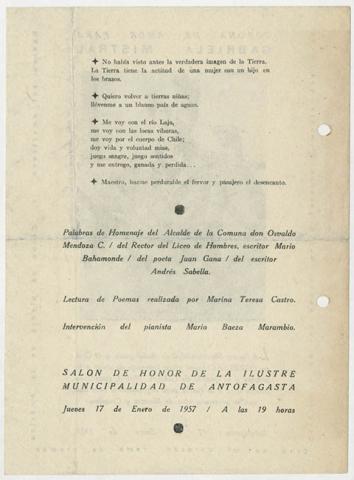 ✦ No había visto antes la verdadera imagen de la Tierra.
La Tierra tiene la actitud de una mujer con un hijo en
los brazos.
✦ Quiero volver a tierras niñas;
llévenme a un blando país de aguas.
✦ Me voy con el río Laja,
me voy con las locas víboras,
me voy por el cuerpo de Chile;
doy vida y voluntad mías,
juego sangre, juego sentidos
y me entrego, ganada y perdida...
✦ Maestro, hazme perdurable el fervor y pasajero el desencanto.
Palabras de Homenaje del Alcalde de la Comuna don Osvaldo
Mendoza C. / del Rector del Liceo de Hombres, escritor Mario
Bahamonde / del poeta Juan Gana / del escritor
Andrés Sabella.
Lectura de Poemas realizada por Marina Teresa Castro.
Intervención del pianista Mario Baeza Marambio.
SALON DE HONOR DE LA ILUSTRE
MUNICIPALIDAD DE ANTOFAGASTA
Jueves 17 de Enero de 1957 / A las 19 horas